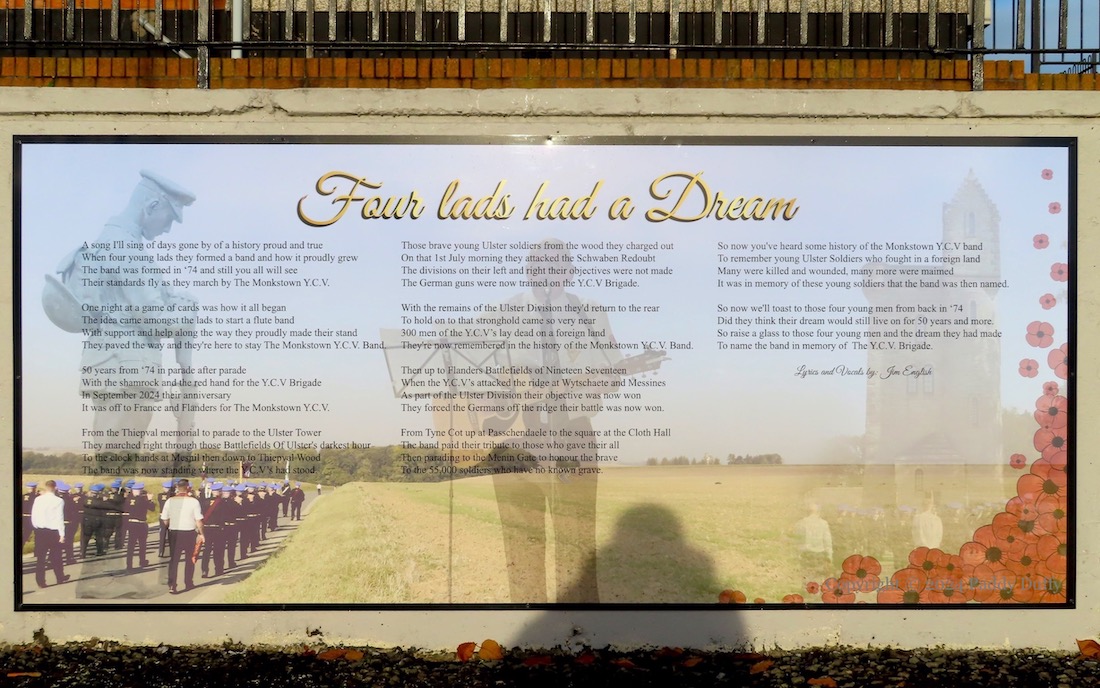 Four lads had a Dream
A song I'll sing of days gone by of a history proud and true
When four young lads they formed a band and how it proudly grew
The band was formed in ‘74 and still you all will see
Their standards fly as they march by The Monkstown Y.C.V.
One night at a game of cards was how it all began
The idea came amongst the lads to start a flute band
With support and help along the way they proudly made their stand
They paved the way and they're here to stay The Monkstown Y.C.V Band,
50 years from ‘74 in parade after parade
With the shamrock and the red hand for the Y.C.V Brigade
In September 2024 their anniversary
It was off to France and Flanders for The Monkstown Y.C.V.
From the Thiepval memorial to parade to the Ulster Tower
They marched right through those Battlefields Of Ulster's darkest hour
To the clock hands at Mesnil then down to Thiepval Wood
The band was now standing where the Y.C.V’s had stood.
Those brave young Ulster soldiers from the wood they charged out
On that 1st July morning they attacked the Schwaben Redoubt
The divisions on their left and right their objectives were not made
The German guns were now trained on the Y.C.V Brigade.
With the remains of the Ulster Division they'd return to the rear
To hold on to that stronghold came so very near
300 men of the Y.C.V’s lay dead on a foreign land
They're now remembered in the history of the Monkstown Y.C.V Band.
Then up to Flanders Battlefields of Nineteen Seventeen
When the Y.C.V’s attacked the ridge at Wytschaete and Messines
As part of the Ulster Division their objective was now won
They forced the Germans off the ridge their battle was now won.
From Tyne Cot up at Passchendaele to the square at the Cloth Hall
The band paid their tribute to those who gave their all
Then parading to the Menin Gate to honour the brave
To the 55,000 soldiers who have no known grave.
So now you've heard some history of the Monkstown Y.C.V band
To remember young Ulster Soldiers who fought in a foreign land
Many were killed and wounded, many more were maimed
It was in memory of these young soldiers that the band was then named.
So now we'll toast to those four young men from back in ‘74
Did they think their dream would still live on for 50 years and more.
So raise a glass to those four young men and the dream they had made
To name the band in memory of The Y.C.V. Brigade.
Lyrics and Vocals by: Jim English
Copyright © 2024 Paddy Duffy